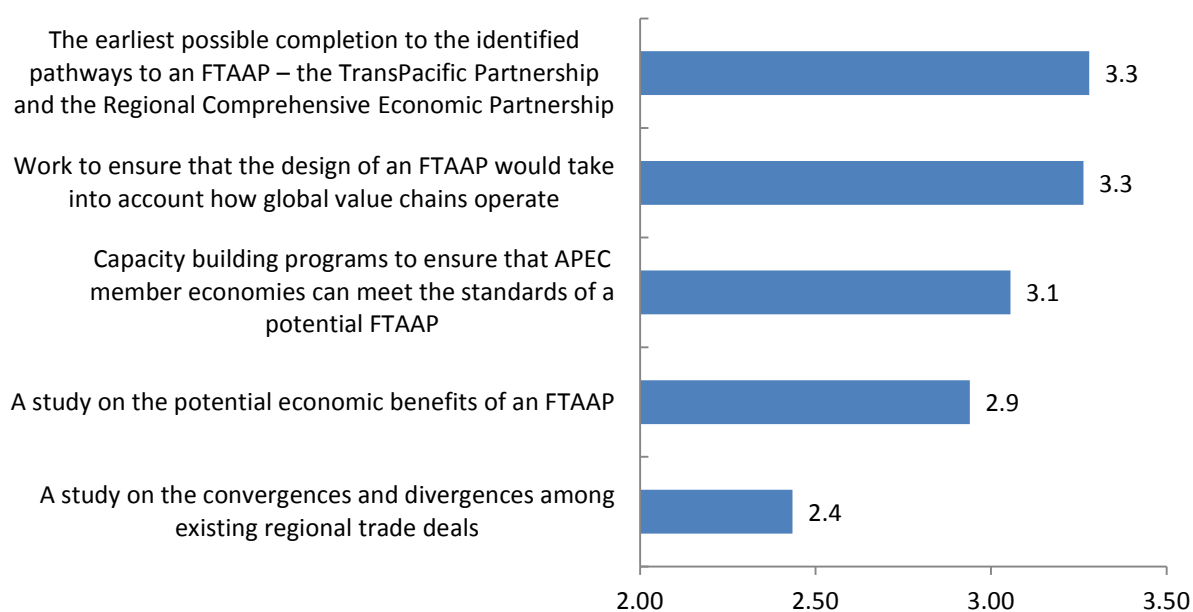 The earliest possible completion to the identified
pathways to an FTAAP – the TransPacific Partnership
and the Regional Comprehensive Economic Partnership
3.3
Work to ensure that the design of an FTAAP would take
into account how global value chains operate
3.3
Capacity building programs to ensure that APEC
member economies can meet the standards of a
potential FTAAP
3.1
A study on the potential economic benefits of an FTAAP
2.9
A study on the convergences and divergences among
existing regional trade deals
2.4
2.00 2.50 3.00 3.50